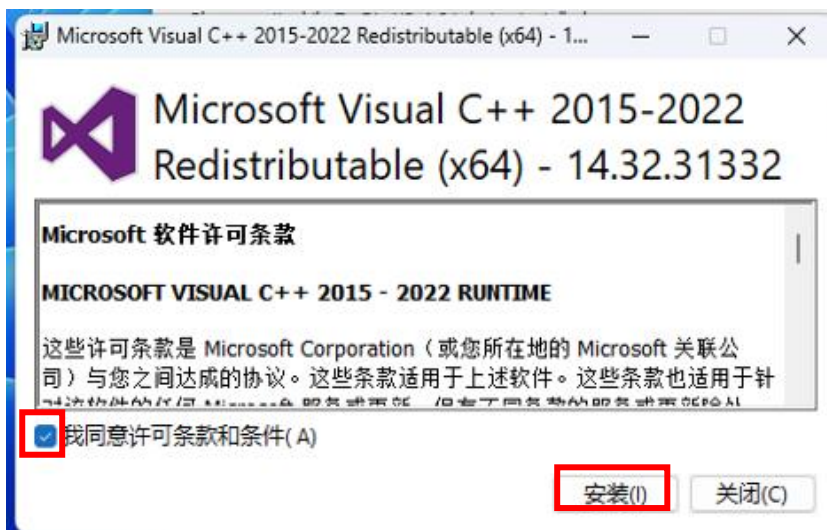 Microsoft Visual C++ 2015-2022 Redistributable (x64) - 1...
Microsoft Visual C++ 2015-2022
Redistributable (x64) - 14.32.31332
Microsoft 软件许可条款
MICROSOFT VISUAL C++ 2015 - 2022 RUNTIME
这些许可条款是 Microsoft Corporation（或您所在地的 Microsoft 关联公
司）与您之间达成的协议。这些条款适用于上述软件。这些条款也适用于针
我同意许可条款和条件(A)
安装(I)
关闭(C)